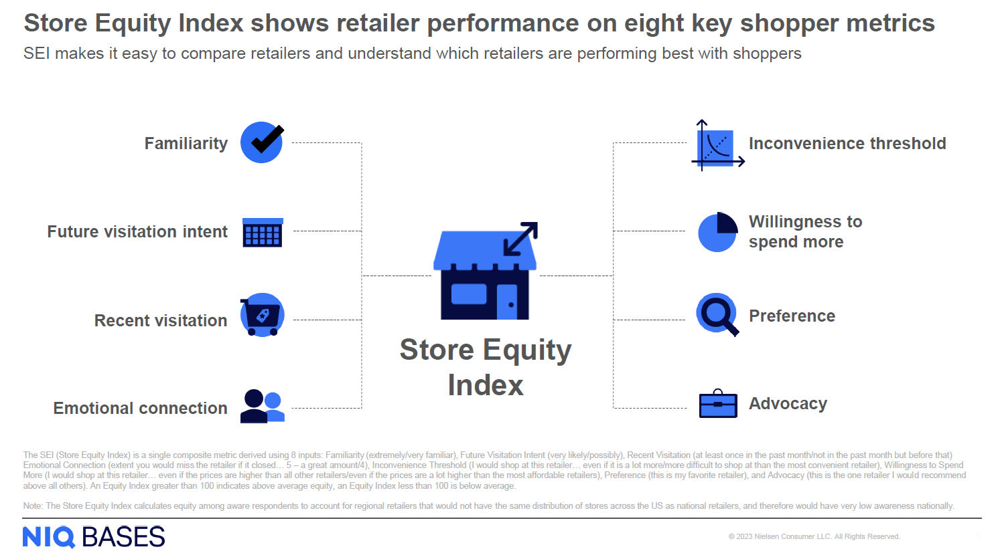 Store Equity Index shows retailer performance on eight key shopper metrics
SEI makes it easy to compare retailers and understand which retailers are performing best with shoppers
Familiarity
Future visitation intent
Recent visitation
Emotional connection
Store Equity
Index
Inconvenience threshold
Willingness to
spend more
Preference
Advocacy
The SEI (Store Equity Index) is a single composite metric derived using 8 inputs: Familiarity (extremely/very familiar), Future Visitation Intent (very likely/possibly), Recent Visitation (at least once in the past month/not in the past month but before that)
Emotional Connection (extent you would miss the retailer if it closed… 5 – a great amount/4), Inconvenience Threshold (I would shop at this retailer… even if it is a lot more/more difficult to shop at than the most convenient retailer), Willingness to Spend
More (I would shop at this retailer… even if the prices are higher than all other retailers/even if the prices are a lot higher than the most affordable retailers), Preference (this is my favorite retailer), and Advocacy (this is the one retailer I would recommend
above all others). An Equity Index greater than 100 indicates above average equity, an Equity Index less than 100 is below average.
Note: The Store Equity Index calculates equity among aware respondents to account for regional retailers that would not have the same distribution of stores across the US as national retailers, and therefore would have very low awareness nationally.
NIQ BASES
© 2023 Nielsen Consumer LLC. All Rights Reserved.